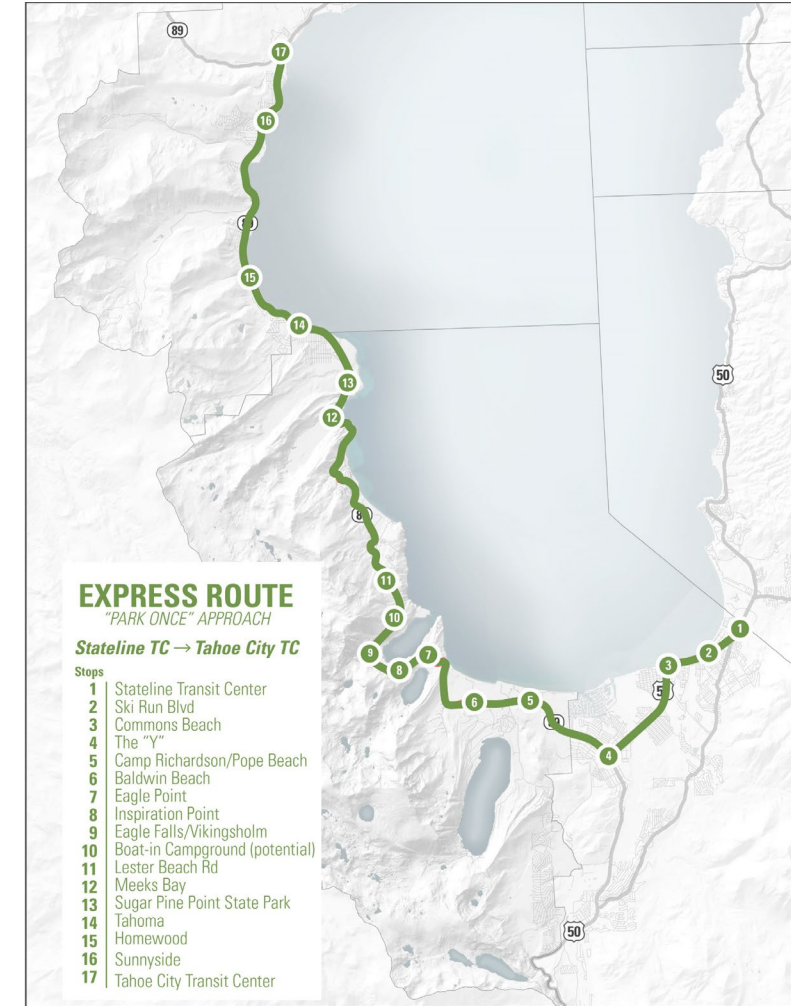 89
17
16
89
15
14
50
13
12
89
11
10
9
8
7
6
5
89
4
3
50
2
1
50
EXPRESS ROUTE
"PARK ONCE" APPROACH
Stateline TC → Tahoe City TC
Stops
1 Stateline Transit Center
2 Ski Run Blvd
3 Commons Beach
4 The "Y"
5 Camp Richardson/Pope Beach
6 Baldwin Beach
7 Eagle Point
8 Inspiration Point
9 Eagle Falls/Vikingsholm
10 Boat-in Campground (potential)
11 Lester Beach Rd
12 Meeks Bay
13 Sugar Pine Point State Park
14 Tahoma
15 Homewood
16 Sunnyside
17 Tahoe City Transit Center